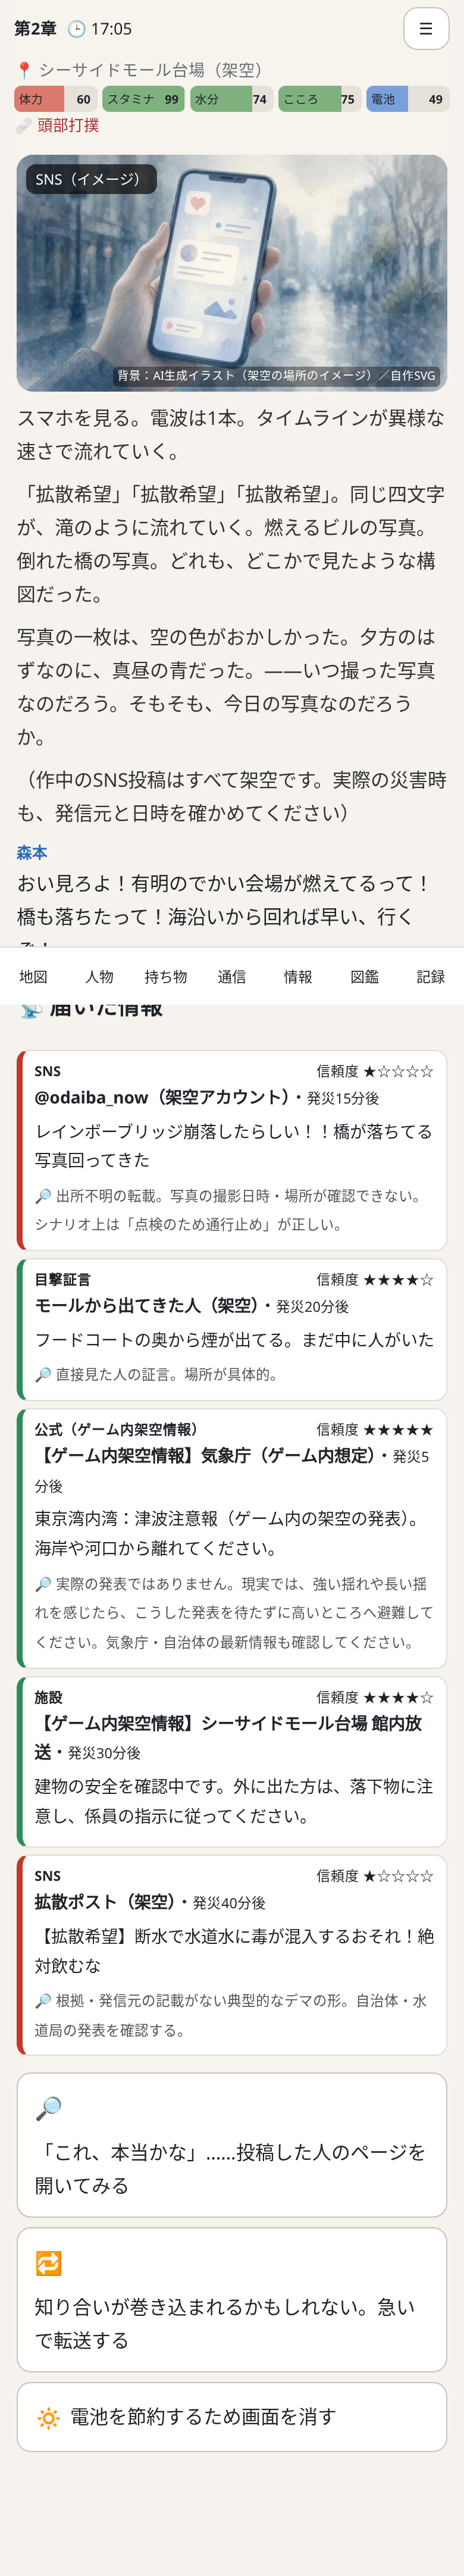 第2章 17:05
シーサイドモール台場（架空）
体力 60 スタミナ 99 水分 74 こころ 75 電池 49
頭部打撲
SNS（イメージ）
背景：AI生成イラスト（架空の場所のイメージ）／自作SVG
スマホを見る。電波は1本。タイムラインが異様な
速さで流れていく。
「拡散希望」「拡散希望」「拡散希望」。同じ四文字
が、滝のように流れていく。燃えるビルの写真。
倒れた橋の写真。どれも、どこかで見たような構
図だった。
写真の一枚は、空の色がおかしかった。夕方のは
ずなのに、真昼の青だった。——いつ撮った写真
なのだろう。そもそも、今日の写真なのだろう
か。
（作中のSNS投稿はすべて架空です。実際の災害時
も、発信元と日時を確かめてください）
森本
おい見ろよ！有明のでかい会場が燃えてるって！
橋も落ちたって！海沿いから回れば早い、行く
ぞ！
地図 人物 持ち物 通信 情報 図鑑 記録
届いた情報
SNS 信頼度 ★☆☆☆☆
@odaiba_now（架空アカウント）・発災15分後
レインボーブリッジ崩落したらしい！！橋が落ちてる
写真回ってきた
出所不明の転載。写真の撮影日時・場所が確認できない。
シナリオ上は「点検のため通行止め」が正しい。
目撃証言 信頼度 ★★★★☆
モールから出てきた人（架空）・発災20分後
フードコートの奥から煙が出てる。まだ中に人がいた
直接見た人の証言。場所が具体的。
公式（ゲーム内架空情報） 信頼度 ★★★★★
【ゲーム内架空情報】気象庁（ゲーム内想定）・発災5
分後
東京湾内湾：津波注意報（ゲーム内の架空の発表）。
海岸や河口から離れてください。
実際の発表ではありません。現実では、強い揺れや長い揺
れを感じたら、こうした発表を待たずに高いところへ避難して
ください。気象庁・自治体の最新情報も確認してください。
施設 信頼度 ★★★★☆
【ゲーム内架空情報】シーサイドモール台場 館内放
送・発災30分後
建物の安全を確認中です。外に出た方は、落下物に注
意し、係員の指示に従ってください。
SNS 信頼度 ★☆☆☆☆
拡散ポスト（架空）・発災40分後
【拡散希望】断水で水道水に毒が混入するおそれ！絶
対飲むな
根拠・発信元の記載がない典型的なデマの形。自治体・水
道局の発表を確認する。
「これ、本当かな」……投稿した人のページを
開いてみる
知り合いが巻き込まれるかもしれない。急い
で転送する
電池を節約するため画面を消す